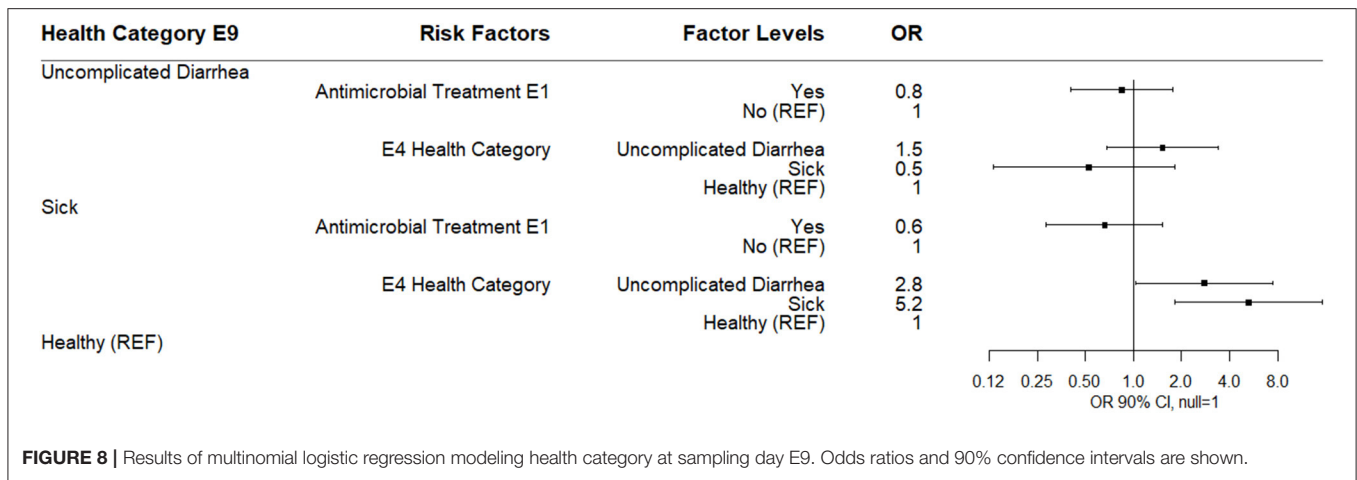 Health Category E9 Risk Factors Factor Levels OR
Uncomplicated Diarrhea
Antimicrobial Treatment E1 Yes 0.8
No (REF) 1
E4 Health Category Uncomplicated Diarrhea 1.5
Sick 0.5
Healthy (REF) 1
Sick
Antimicrobial Treatment E1 Yes 0.6
No (REF) 1
E4 Health Category Uncomplicated Diarrhea 2.8
Sick 5.2
Healthy (REF) 1
Healthy (REF)
0.12 0.25 0.50 1.0 2.0 4.0 8.0
OR 90% CI, null=1
FIGURE 8 | Results of multinomial logistic regression modeling health category at sampling day E9. Odds ratios and 90% confidence intervals are shown.